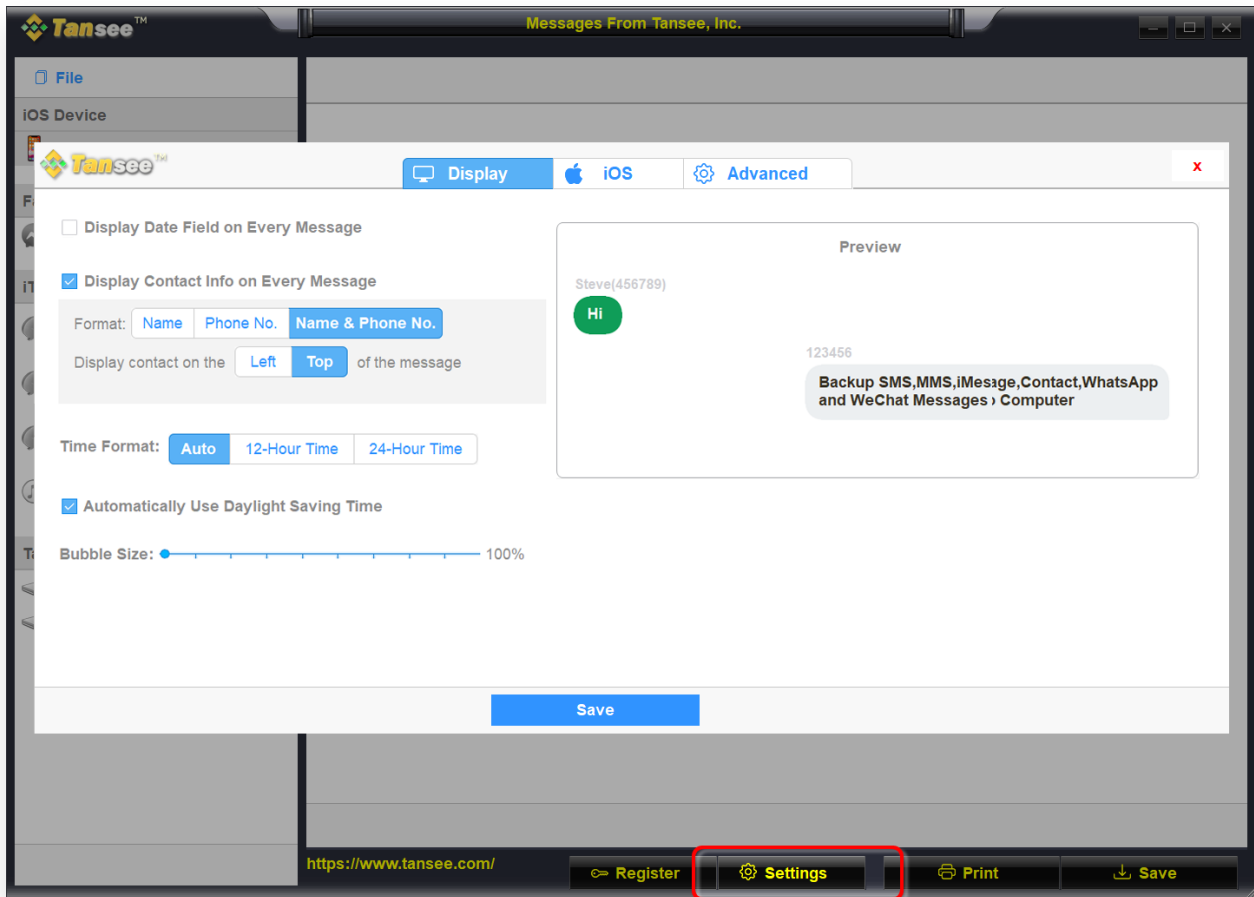 Tansee™
Messages From Tansee, Inc.
File
iOS Device
Tansee™
Display
iOS
Advanced
x
Display Date Field on Every Message
Display Contact Info on Every Message
Format: Name Phone No. Name & Phone No.
Display contact on the Left Top of the message
Time Format: Auto 12-Hour Time 24-Hour Time
Automatically Use Daylight Saving Time
Bubble Size: 100%
Preview
Steve(456789)
Hi
123456
Backup SMS,MMS,iMesage,Contact,WhatsApp
and WeChat Messages Computer
Save
https://www.tansee.com/
Register
Settings
Print
Save